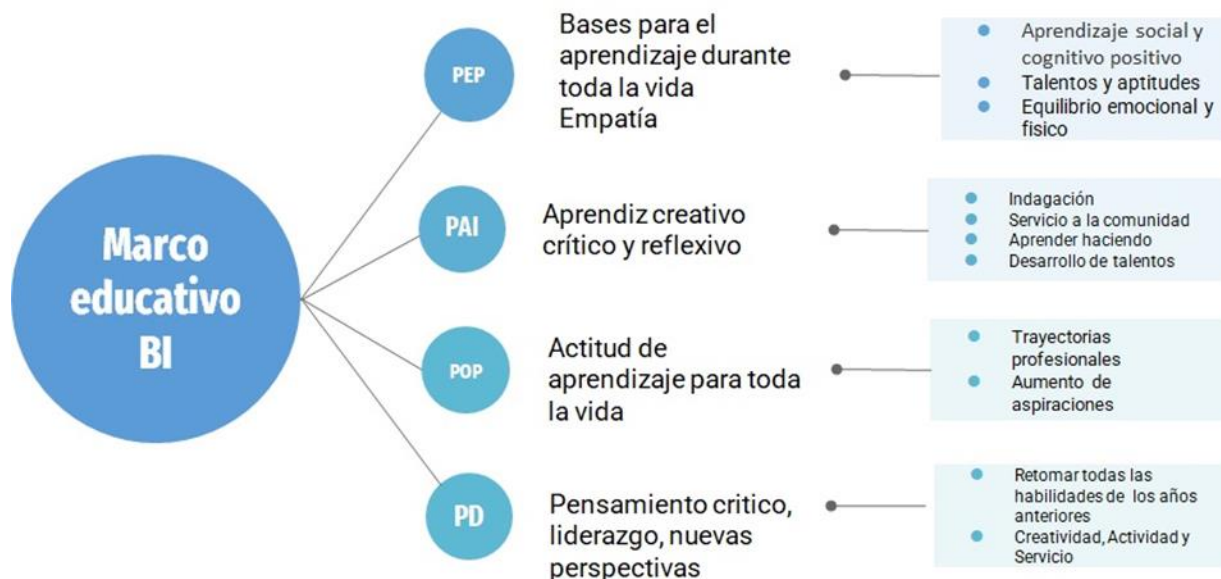 Marco
educativo
BI
PEP
Bases para el
aprendizaje durante
toda la vida
Empatía
Aprendizaje social y
cognitivo positivo
Talentos y aptitudes
Equilibrio emocional y
fisico
PAI
Aprendiz creativo
crítico y reflexivo
Indagación
Servicio a la comunidad
Aprender haciendo
Desarrollo de talentos
POP
Actitud de
aprendizaje para toda
la vida
Trayectorias
profesionales
Aumento de
aspiraciones
PD
Pensamiento critico,
liderazgo, nuevas
perspectivas
Retomar todas las
habilidades de los años
anteriores
Creatividad, Actividad y
Servicio